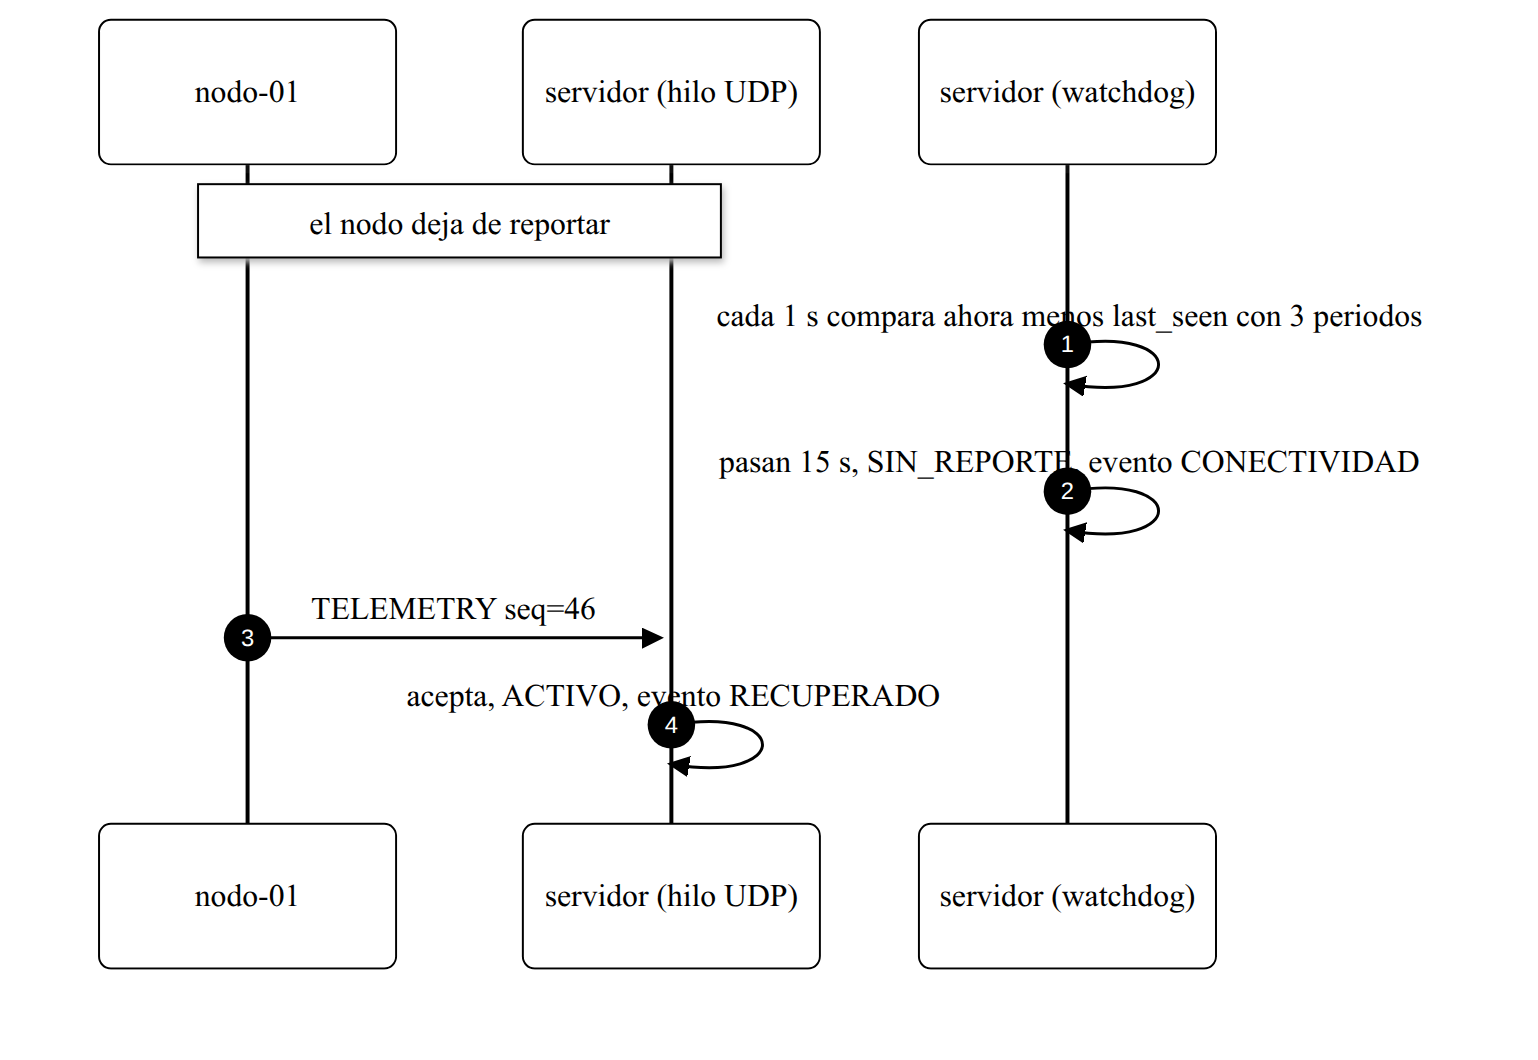 nodo-01
servidor (hilo UDP)
servidor (watchdog)
el nodo deja de reportar
cada 1 s compara ahora menos last_seen con 3 periodos
1
pasan 15 s, SIN_REPORTE, evento CONECTIVIDAD
2
TELEMETRY seq=46
3
acepta, ACTIVO, evento RECUPERADO
4
nodo-01
servidor (hilo UDP)
servidor (watchdog)